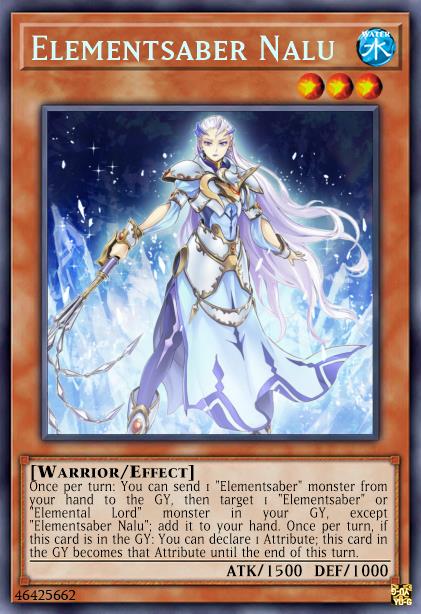 Elementsaber Nalu
WATER
水
[Warrior/Effect]
Once per turn: You can send 1 "Elementsaber" monster from
your hand to the GY, then target 1 "Elementsaber" or
"Elemental Lord" monster in your GY, except
"Elementsaber Nalu"; add it to your hand. Once per turn, if
this card is in the GY: You can declare 1 Attribute; this card in
the GY becomes that Attribute until the end of this turn.
ATK/1500 DEF/1000
46425662